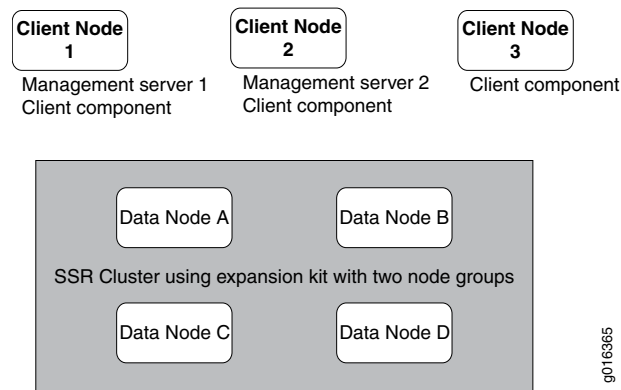 Client Node
1
Client Node
2
Client Node
3
Management server 1
Client component
Management server 2
Client component
Client component
Data Node A
Data Node B
SSR Cluster using expansion kit with two node groups
Data Node C
Data Node D
g016365